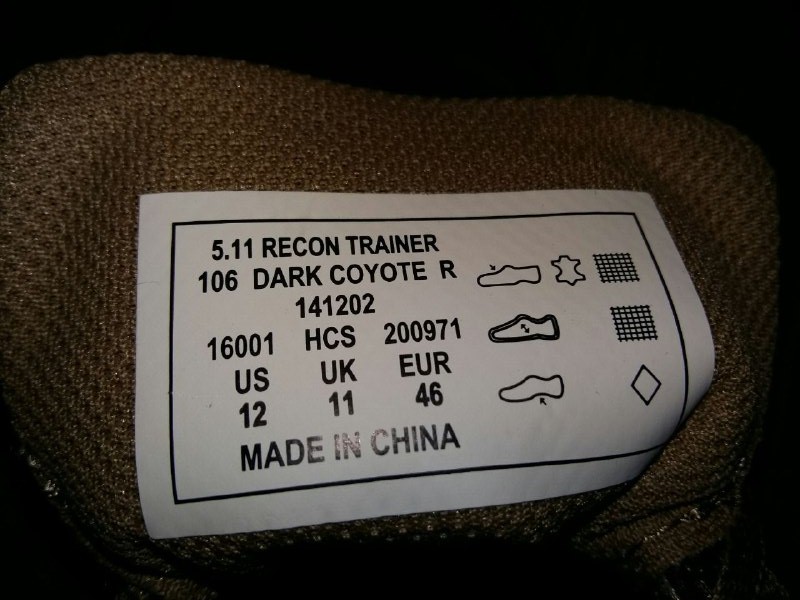 5.11 RECON TRAINER
106 DARK COYOTE R
141202
16001 HCS 200971
US UK EUR
12 11 46
MADE IN CHINA